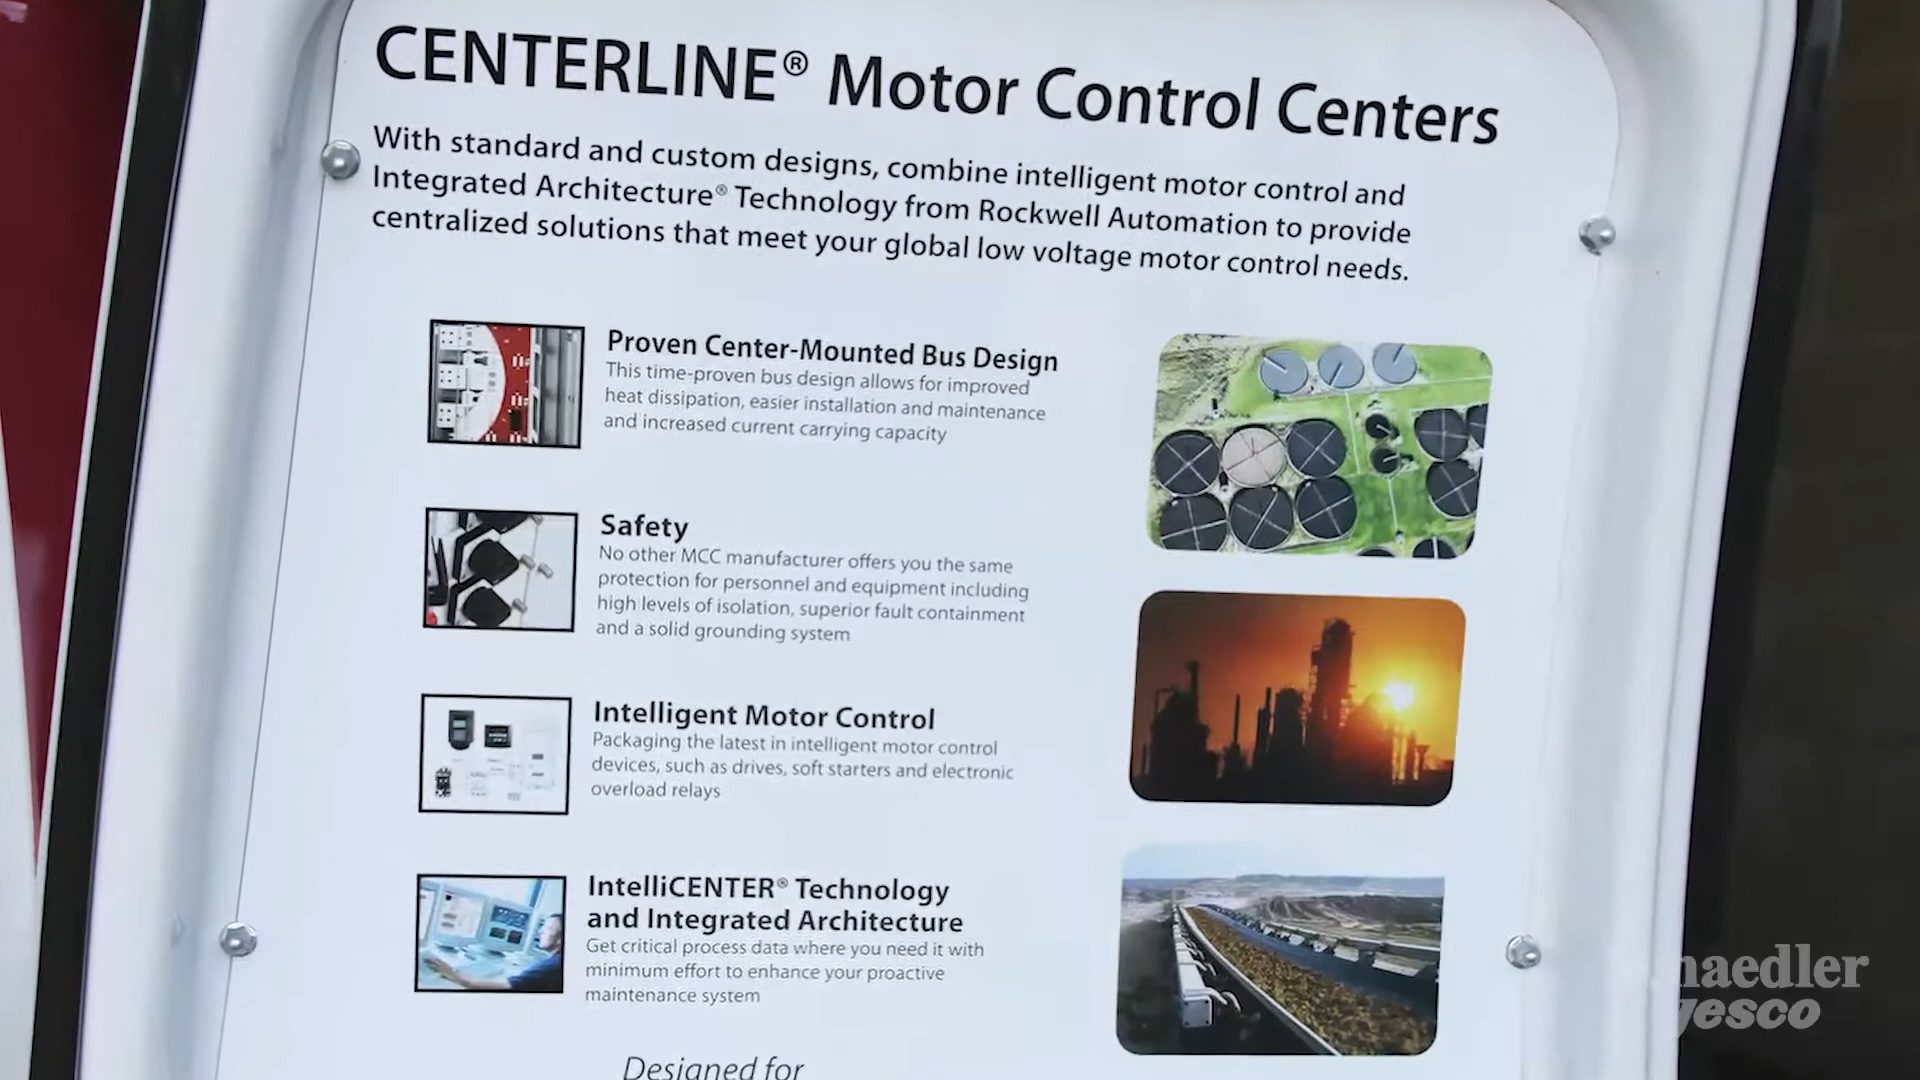 CENTERLINE® Motor Control Centers
With standard and custom designs, combine intelligent motor control and
Integrated Architecture® Technology from Rockwell Automation to provide
centralized solutions that meet your global low voltage motor control needs.
Proven Center-Mounted Bus Design
This time-proven bus design allows for improved
heat dissipation, easier installation and maintenance
and increased current carrying capacity
Safety
No other MCC manufacturer offers you the same
protection for personnel and equipment including
high levels of isolation, superior fault containment
and a solid grounding system
Intelligent Motor Control
Packaging the latest in intelligent motor control
devices, such as drives, soft starters and electronic
overload relays
IntelliCENTER® Technology
and Integrated Architecture
Get critical process data where you need it with
minimum effort to enhance your proactive
maintenance system
Designed for
haedler
yesco